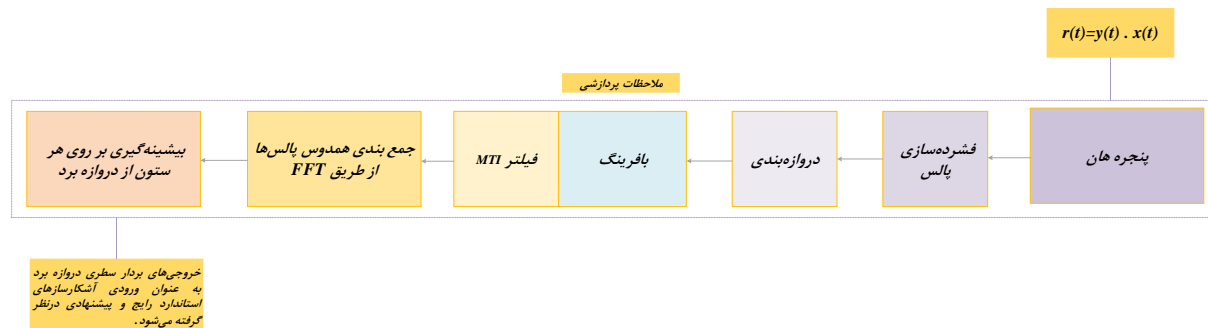 r(t)=y(t) . x(t)
ملاحظات پردازشی
پنجره هان
فشرده‌سازی
پالس
دروازه‌بندی
بافرینگ
فیلتر MTI
جمع بندی همدوس پالس‌ها
از طریق FFT
بیشینه‌گیری بر روی هر
ستون از دروازه برد
خروجی‌های بردار سطری دروازه برد
به عنوان ورودی آشکارسازهای
استاندارد رایج و پیشنهادی درنظر
گرفته می‌شود.